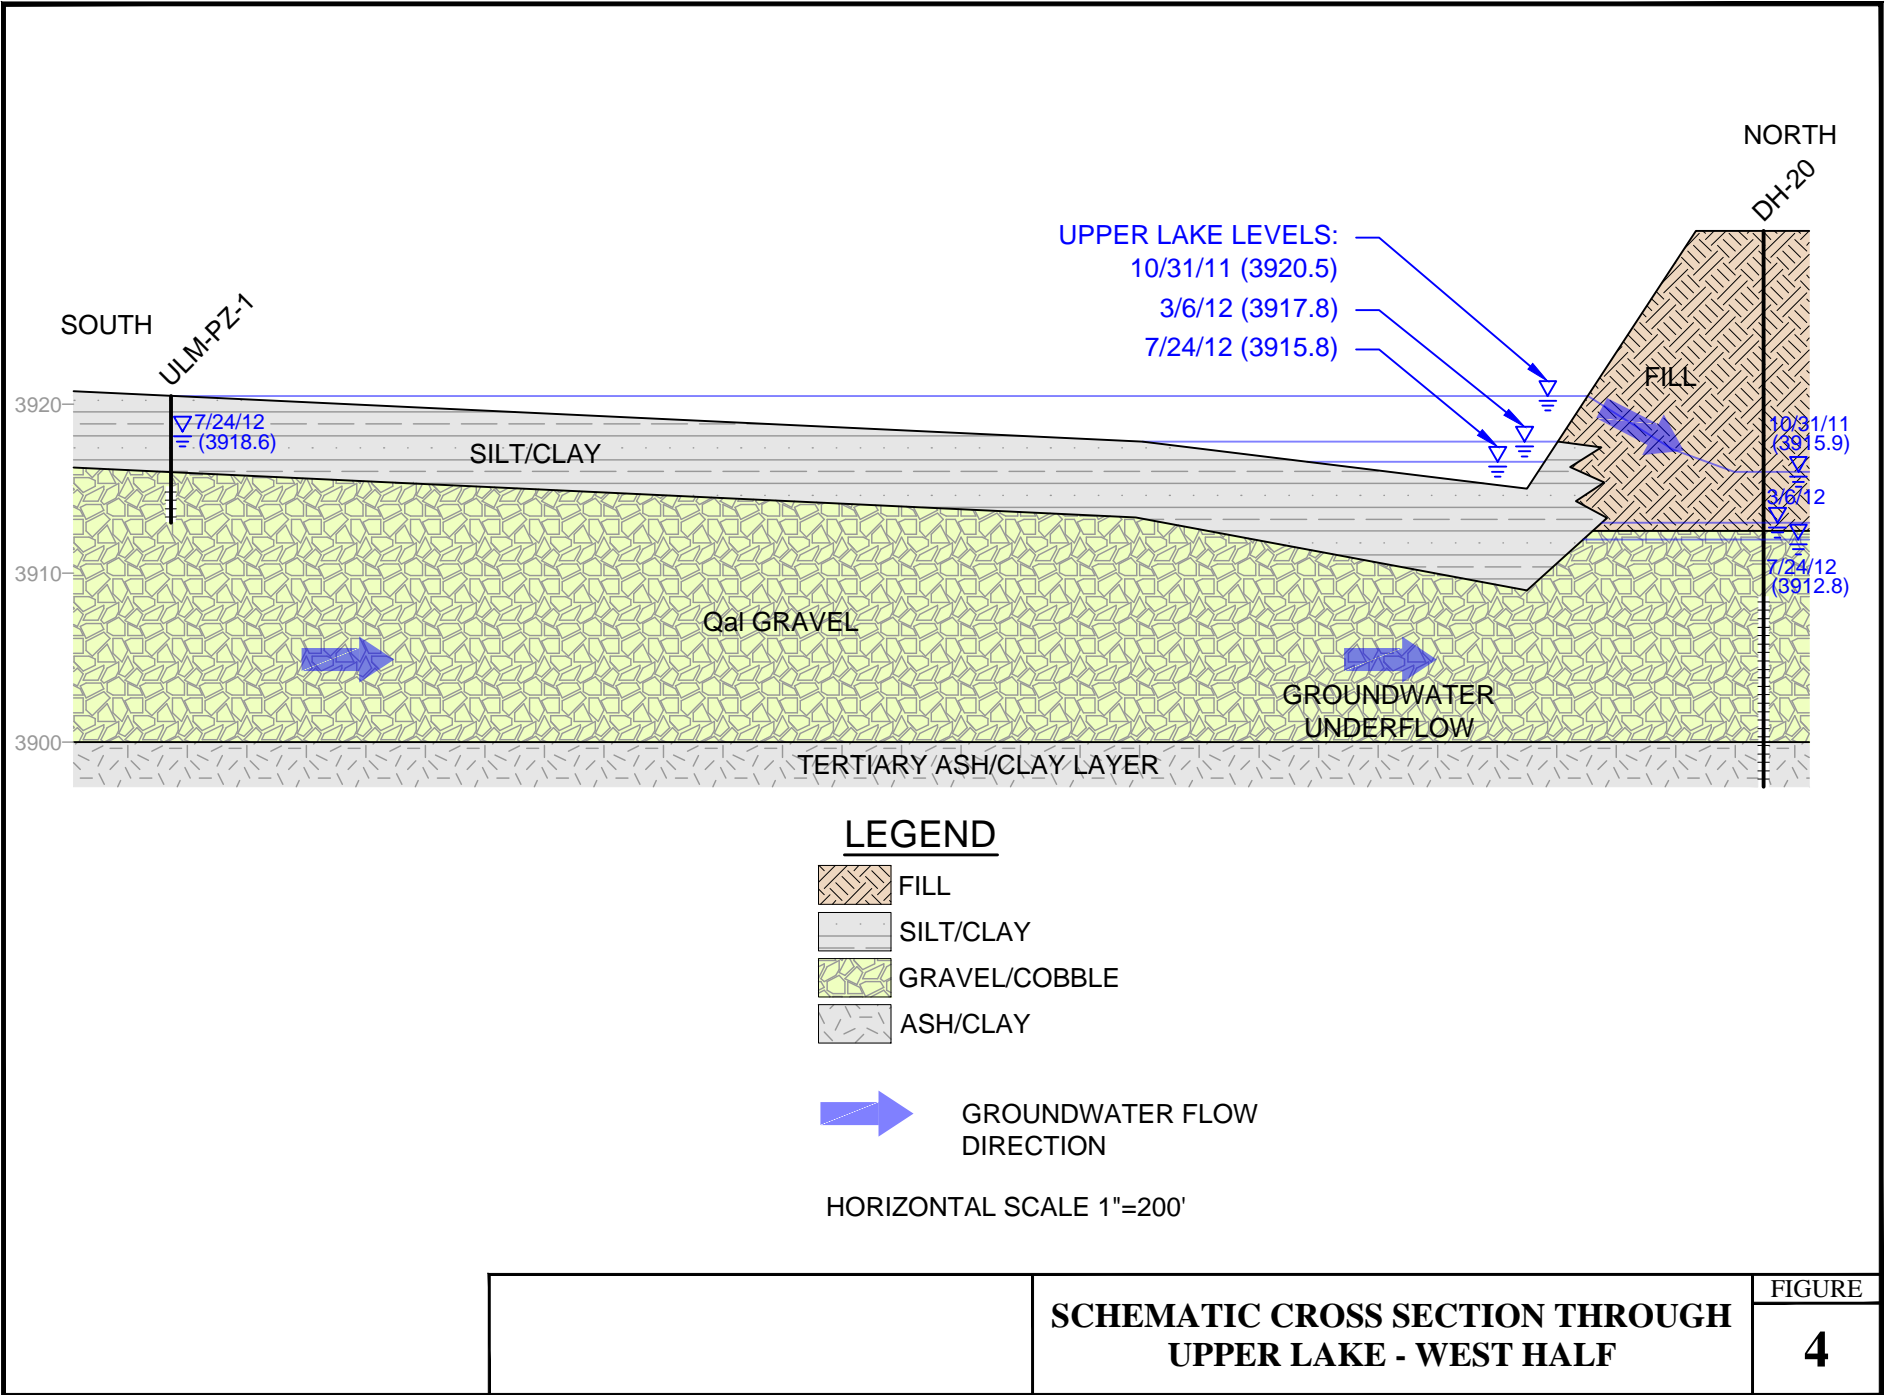 NORTH
DH-20
UPPER LAKE LEVELS:
10/31/11 (3920.5)
3/6/12 (3917.8)
7/24/12 (3915.8)
SOUTH
ULM-PZ-1
FILL
3920
7/24/12
(3918.6)
10/31/11
(3915.9)
SILT/CLAY
3/6/12
3910
7/24/12
(3912.8)
Qal GRAVEL
GROUNDWATER
UNDERFLOW
3900
TERTIARY ASH/CLAY LAYER
LEGEND
FILL
SILT/CLAY
GRAVEL/COBBLE
ASH/CLAY
GROUNDWATER FLOW
DIRECTION
HORIZONTAL SCALE 1"=200'
SCHEMATIC CROSS SECTION THROUGH
UPPER LAKE - WEST HALF
FIGURE
4